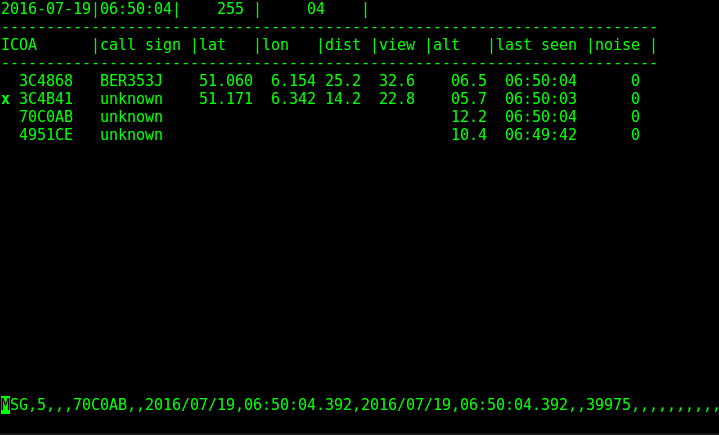 2016-07-19|06:50:04|    255 |     04    |
-------------------------------------------------------------------------
ICOA      |call sign |lat   |lon   |dist |view |alt   |last seen |noise |
-------------------------------------------------------------------------
  3C4868   BER353J    51.060  6.154 25.2  32.6    06.5  06:50:04      0
x 3C4B41   unknown    51.171  6.342 14.2  22.8    05.7  06:50:03      0
  70C0AB   unknown                                12.2  06:50:04      0
  4951CE   unknown                                10.4  06:49:42      0
MSG,5,,,70C0AB,,2016/07/19,06:50:04.392,2016/07/19,06:50:04.392,,39975,,,,,,,,,,